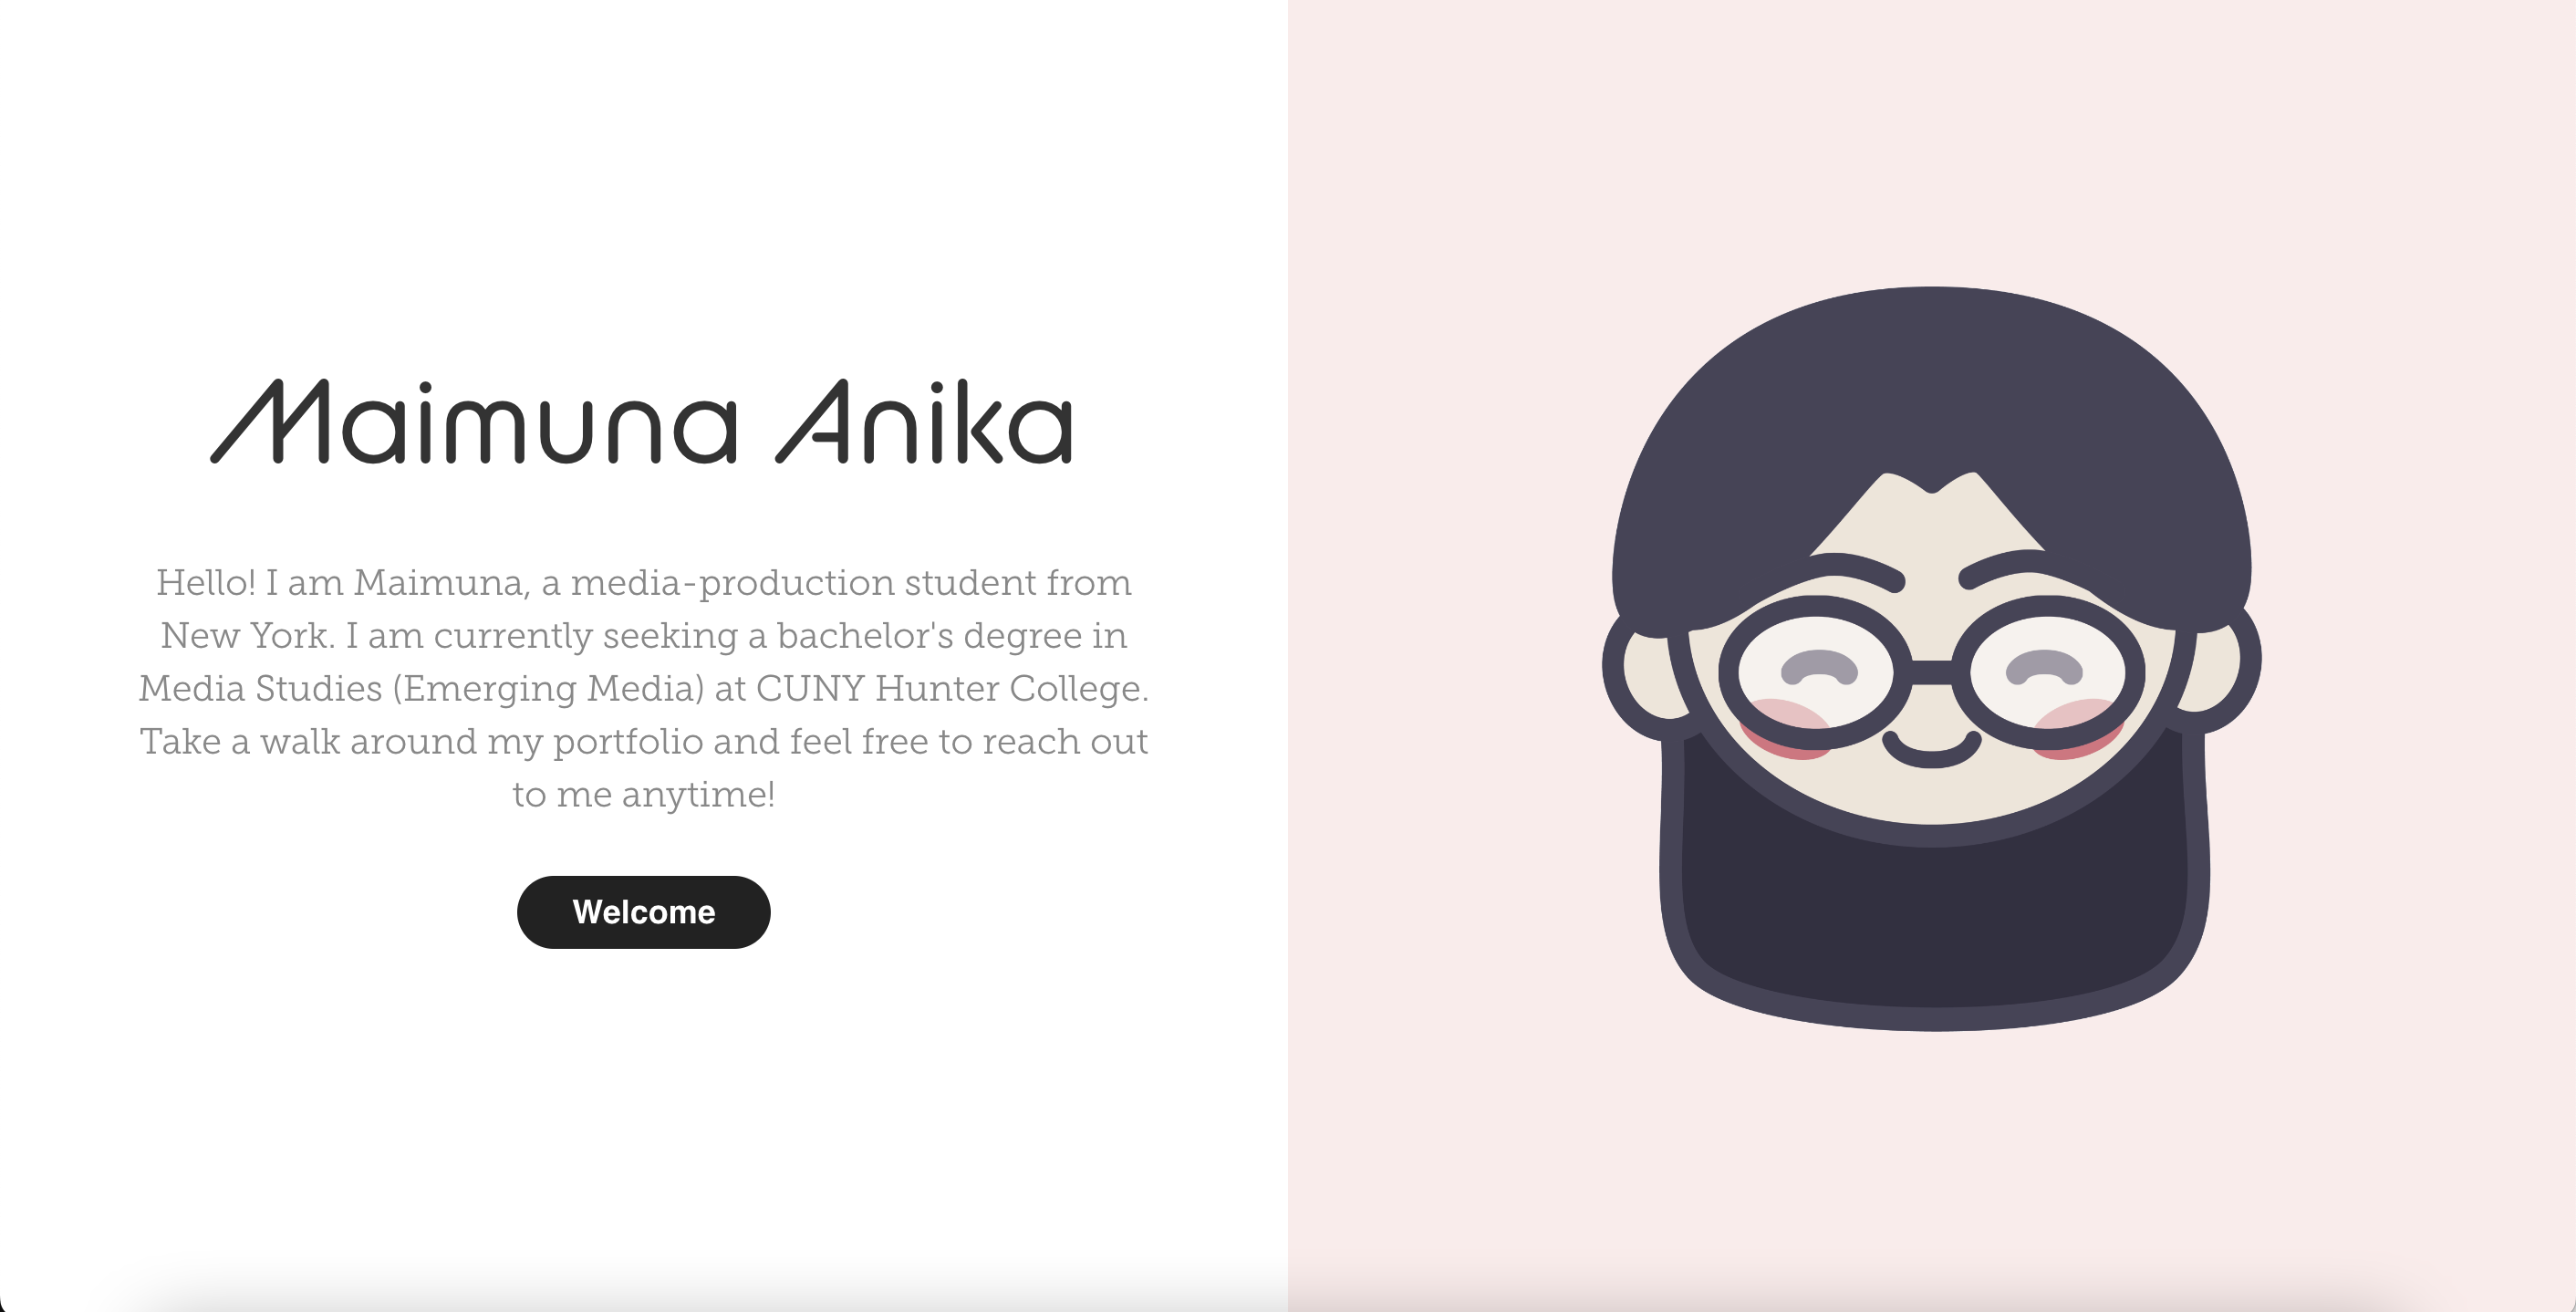 Maimuna Anika
Hello! I am Maimuna, a media-production student from
New York. I am currently seeking a bachelor's degree in
Media Studies (Emerging Media) at CUNY Hunter College.
Take a walk around my portfolio and feel free to reach out
to me anytime!
Welcome